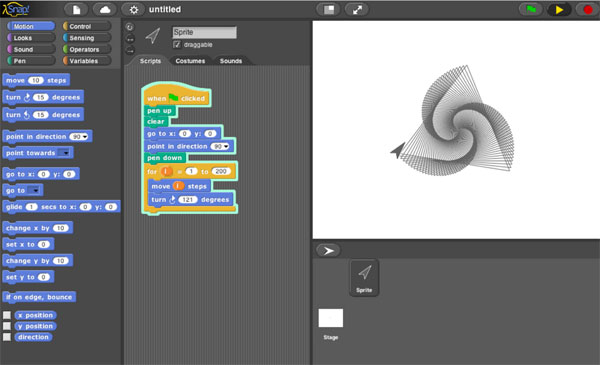 Snap!
untitled
Motion
Control
Looks
Sensing
Sound
Operators
Pen
Variables
move 10 steps
turn 15 degrees
turn 15 degrees
point in direction 90
point towards
go to x: 0 y: 0
go to
glide 1 secs to x: 0 y: 0
change x by 10
set x to 0
change y by 10
set y to 0
if on edge, bounce
x position
y position
direction
Sprite
draggable
Scripts Costumes Sounds
when clicked
pen up
clear
go to x: 0 y: 0
point in direction 90
pen down
for i = 1 to 200
move i steps
turn 121 degrees
Sprite
Stage